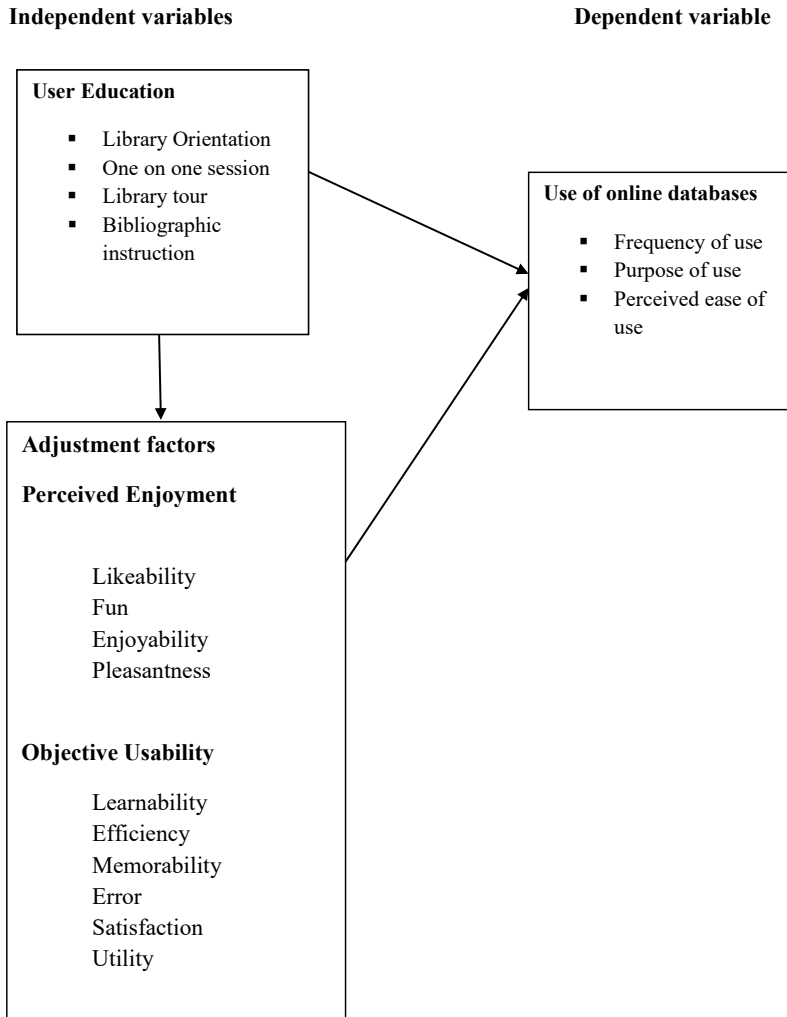 Independent variables
Dependent variable
User Education
▪ Library Orientation
▪ One on one session
▪ Library tour
▪ Bibliographic
instruction
Use of online databases
▪ Frequency of use
▪ Purpose of use
▪ Perceived ease of
use
Adjustment factors
Perceived Enjoyment
Likeability
Fun
Enjoyability
Pleasantness
Objective Usability
Learnability
Efficiency
Memorability
Error
Satisfaction
Utility